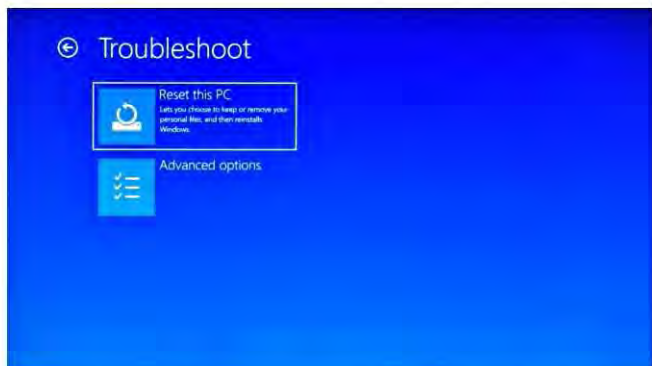 Troubleshoot
Reset this PC
Lets you choose to keep or remove your
personal files, and then reinstalls
Windows.
Advanced options